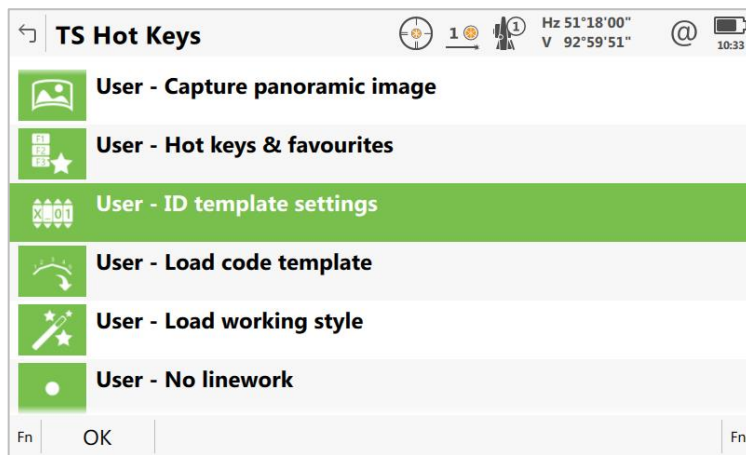 TS Hot Keys
1
1
Hz 51°18'00"
V 92°59'51"
@
10:33
User - Capture panoramic image
F1
F2
F3
User - Hot keys & favourites
X_01
User - ID template settings
User - Load code template
User - Load working style
User - No linework
Fn OK Fn